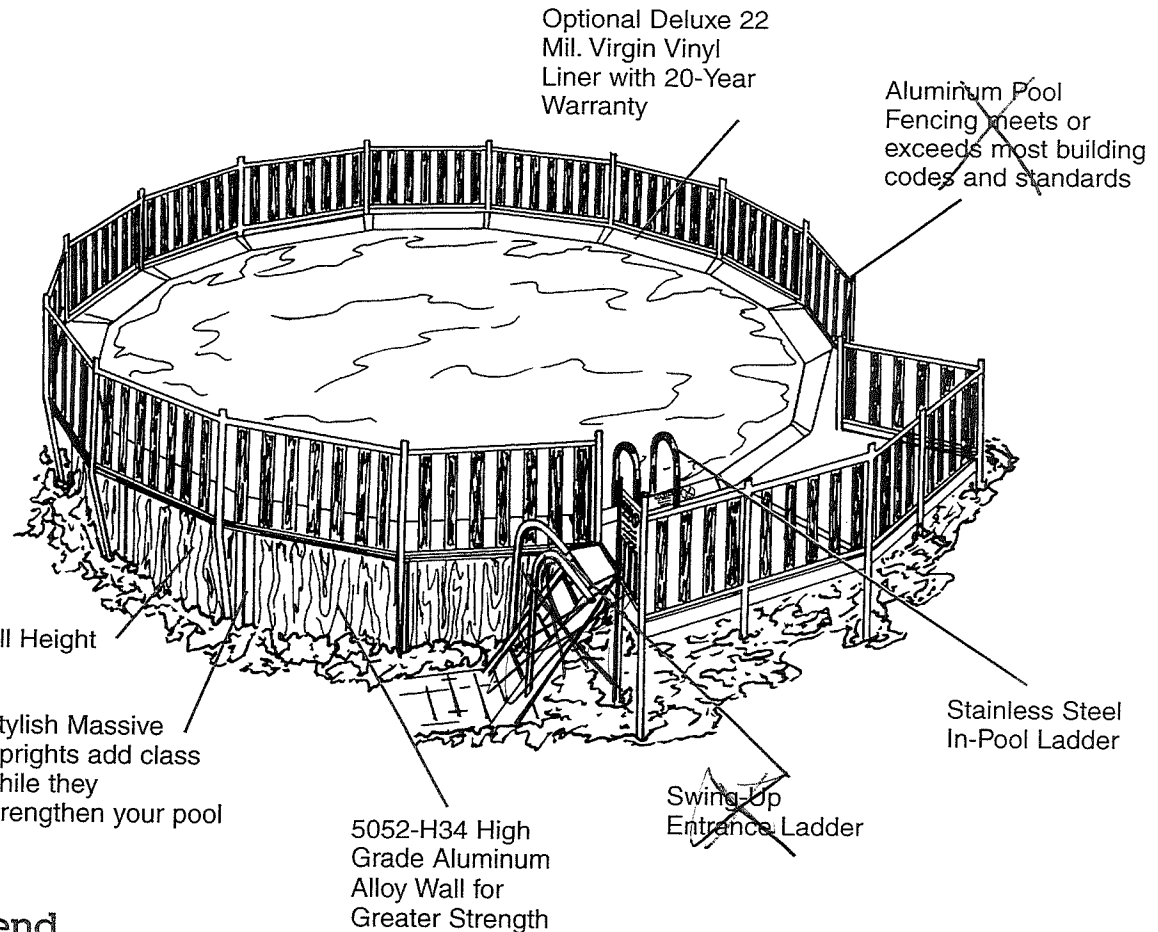 Optional Deluxe 22
Mil. Virgin Vinyl
Liner with 20-Year
Warranty
Aluminum Pool
Fencing meets or
exceeds most building
codes and standards
ll Height
tylish Massive
prights add class
hile they
rengthen your pool
Stainless Steel
In-Pool Ladder
Swing-Up
Entrance Ladder
5052-H34 High
Grade Aluminum
Alloy Wall for
Greater Strength
end